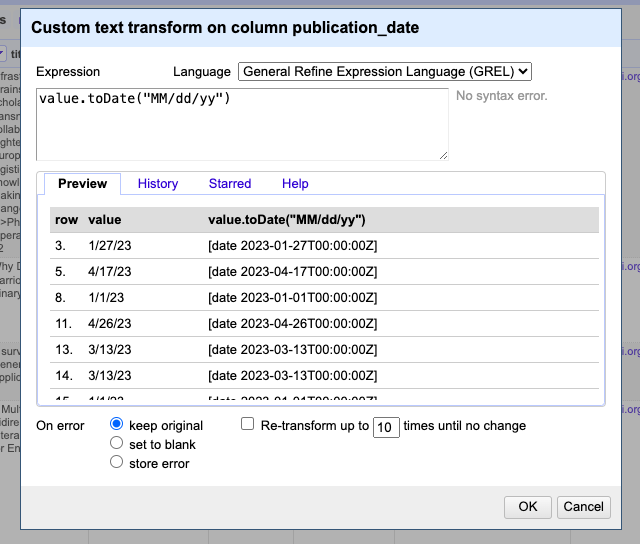 Custom text transform on column publication_date
Expression
Language General Refine Expression Language (GREL)
value.toDate("MM/dd/yy")
No syntax error.
Preview History Starred Help
row value value.toDate("MM/dd/yy")
3. 1/27/23 [date 2023-01-27T00:00:00Z]
5. 4/17/23 [date 2023-04-17T00:00:00Z]
8. 1/1/23 [date 2023-01-01T00:00:00Z]
11. 4/26/23 [date 2023-04-26T00:00:00Z]
13. 3/13/23 [date 2023-03-13T00:00:00Z]
14. 3/13/23 [date 2023-03-13T00:00:00Z]
On error
keep original
set to blank
store error
Re-transform up to 10 times until no change
OK Cancel